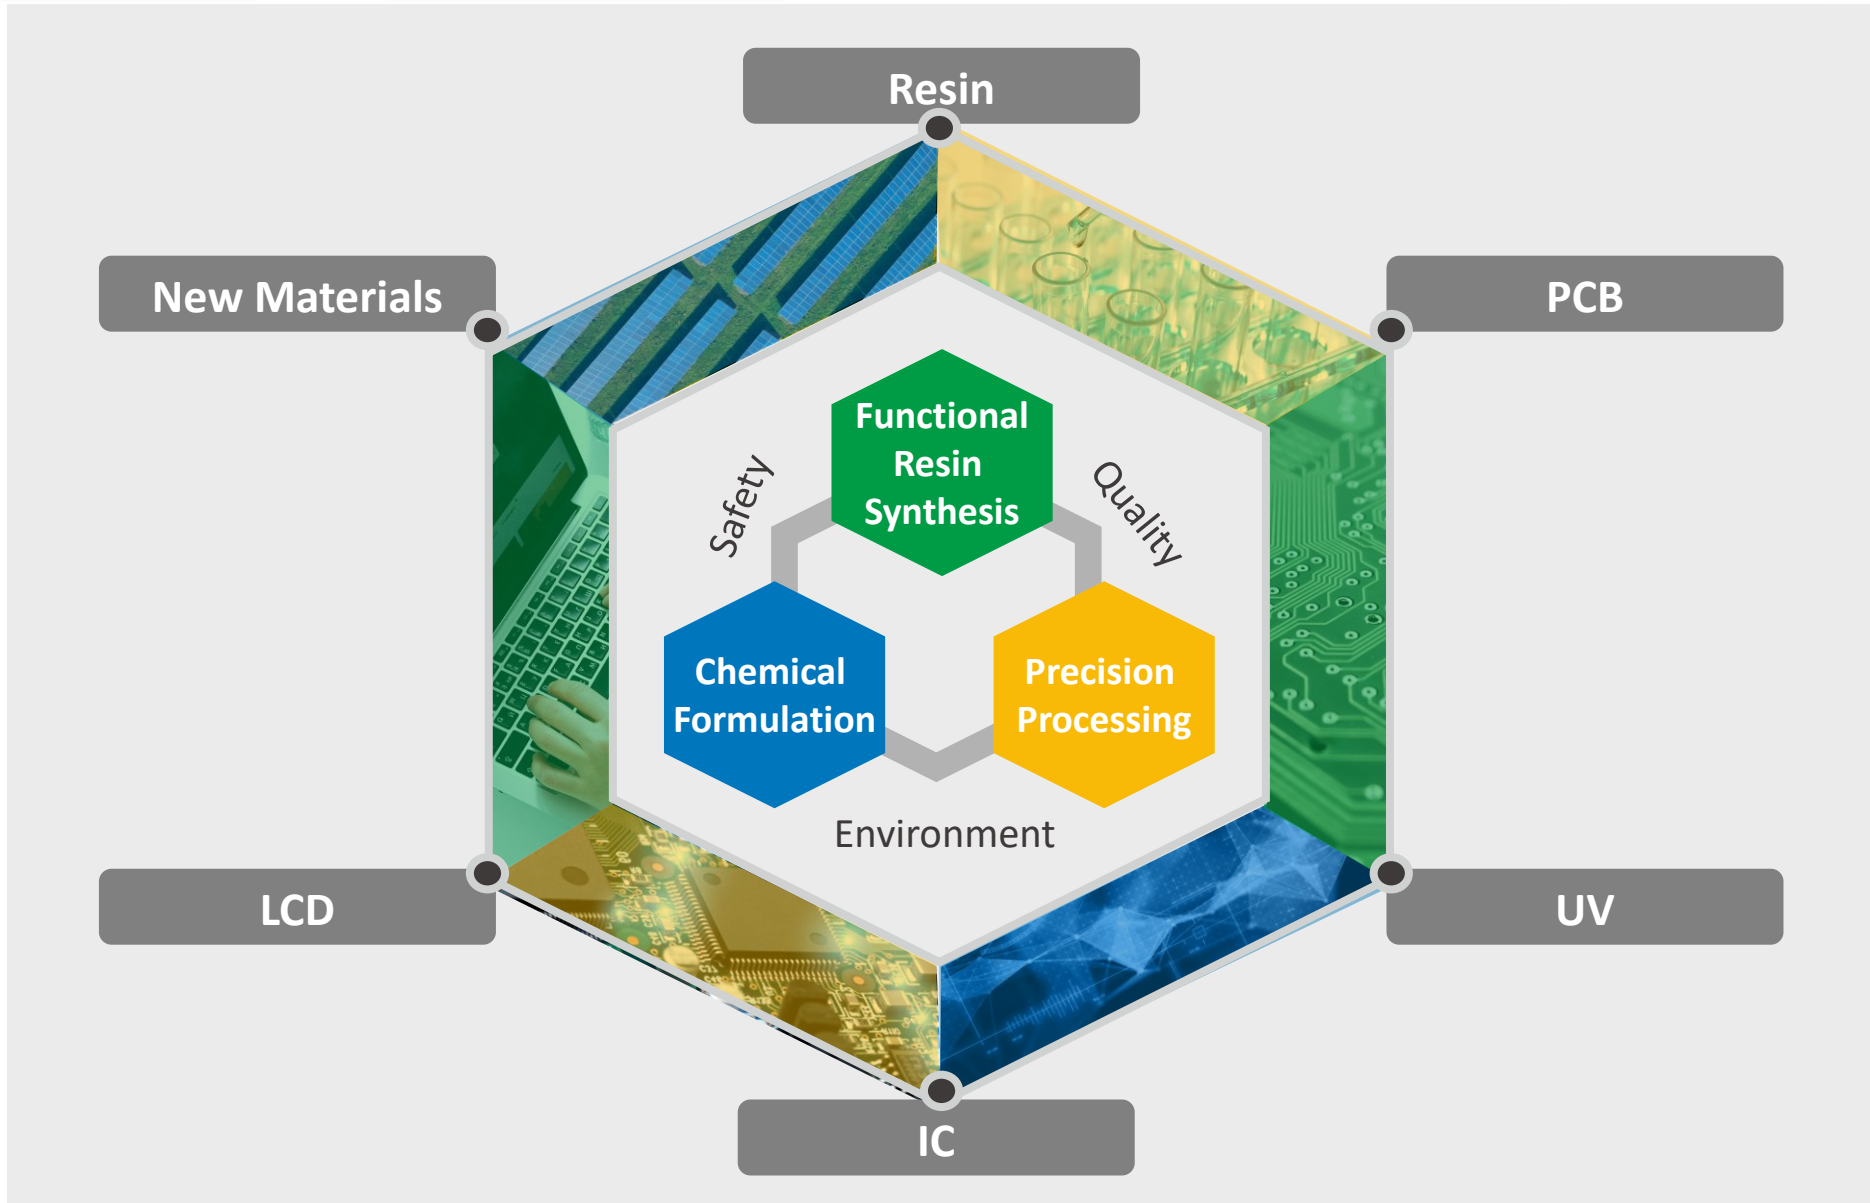 Resin
New Materials
PCB
Functional
Resin
Synthesis
Safety
Quality
Chemical
Formulation
Precision
Processing
Environment
LCD
UV
IC